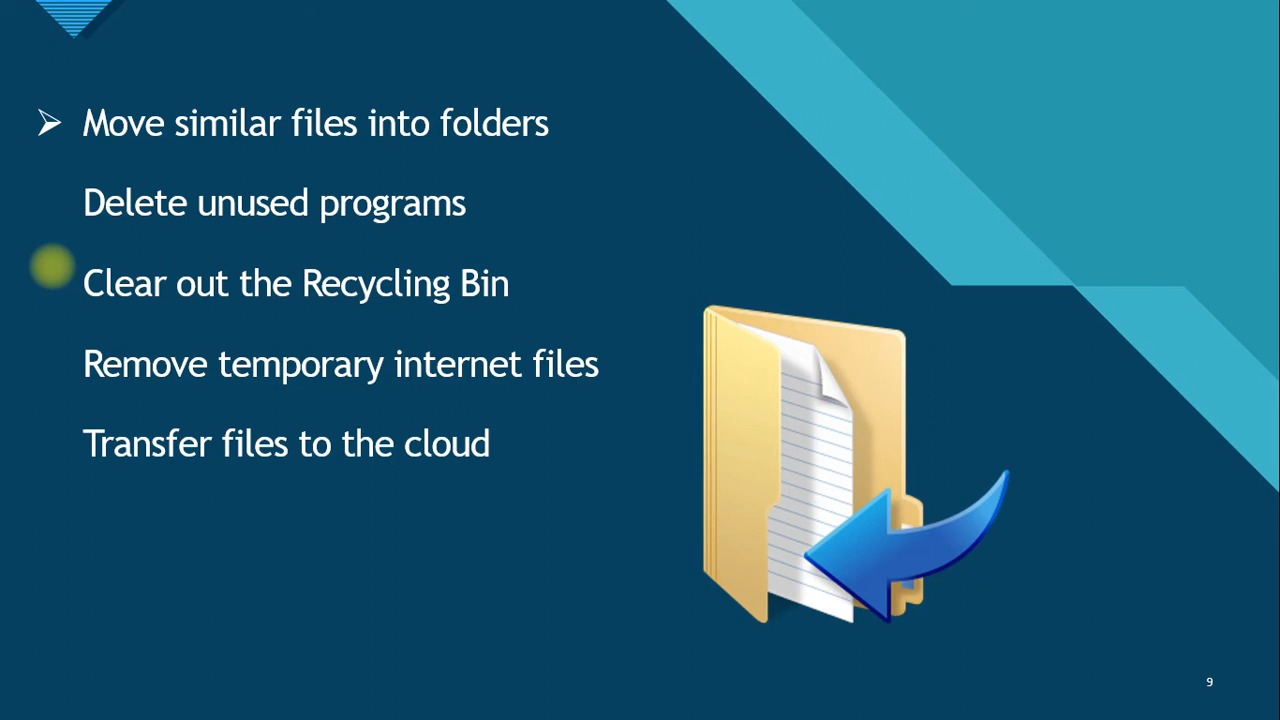 ➢ Move similar files into folders
Delete unused programs
Clear out the Recycling Bin
Remove temporary internet files
Transfer files to the cloud
9